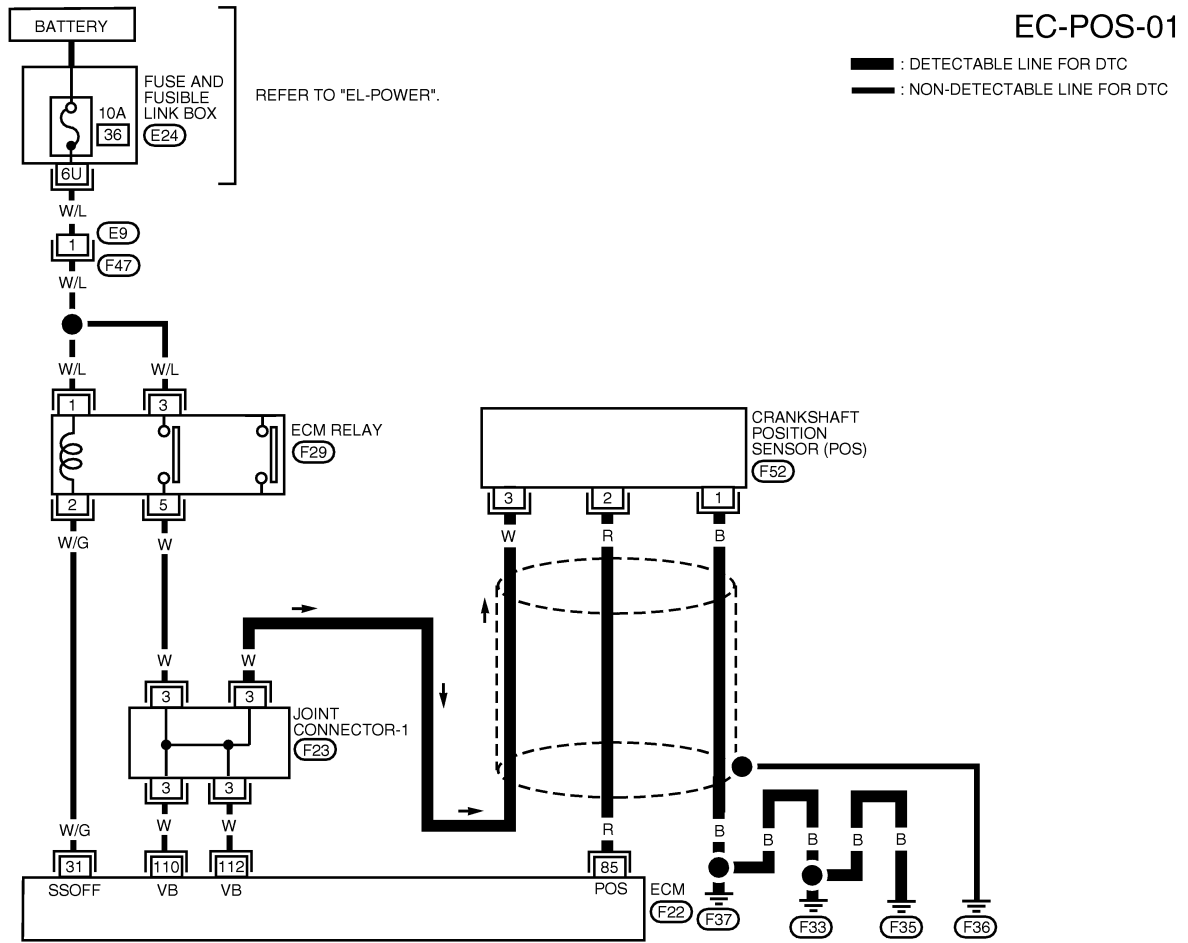 EC-POS-01
BATTERY
: DETECTABLE LINE FOR DTC
: NON-DETECTABLE LINE FOR DTC
FUSE AND
FUSIBLE
LINK BOX
E24
10A
36
REFER TO "EL-POWER".
6U
W/L
1
E9
F47
W/L
W/L
W/L
1
3
ECM RELAY
F29
2
5
W/G
W
CRANKSHAFT
POSITION
SENSOR (POS)
F52
3
2
1
W
R
B
W
W
3
3
JOINT
CONNECTOR-1
F23
3
3
W/G
W
W
R
B
B
B
B
B
31
110
112
85
SSOFF
VB
VB
POS
ECM
F22
F37
F33
F35
F36